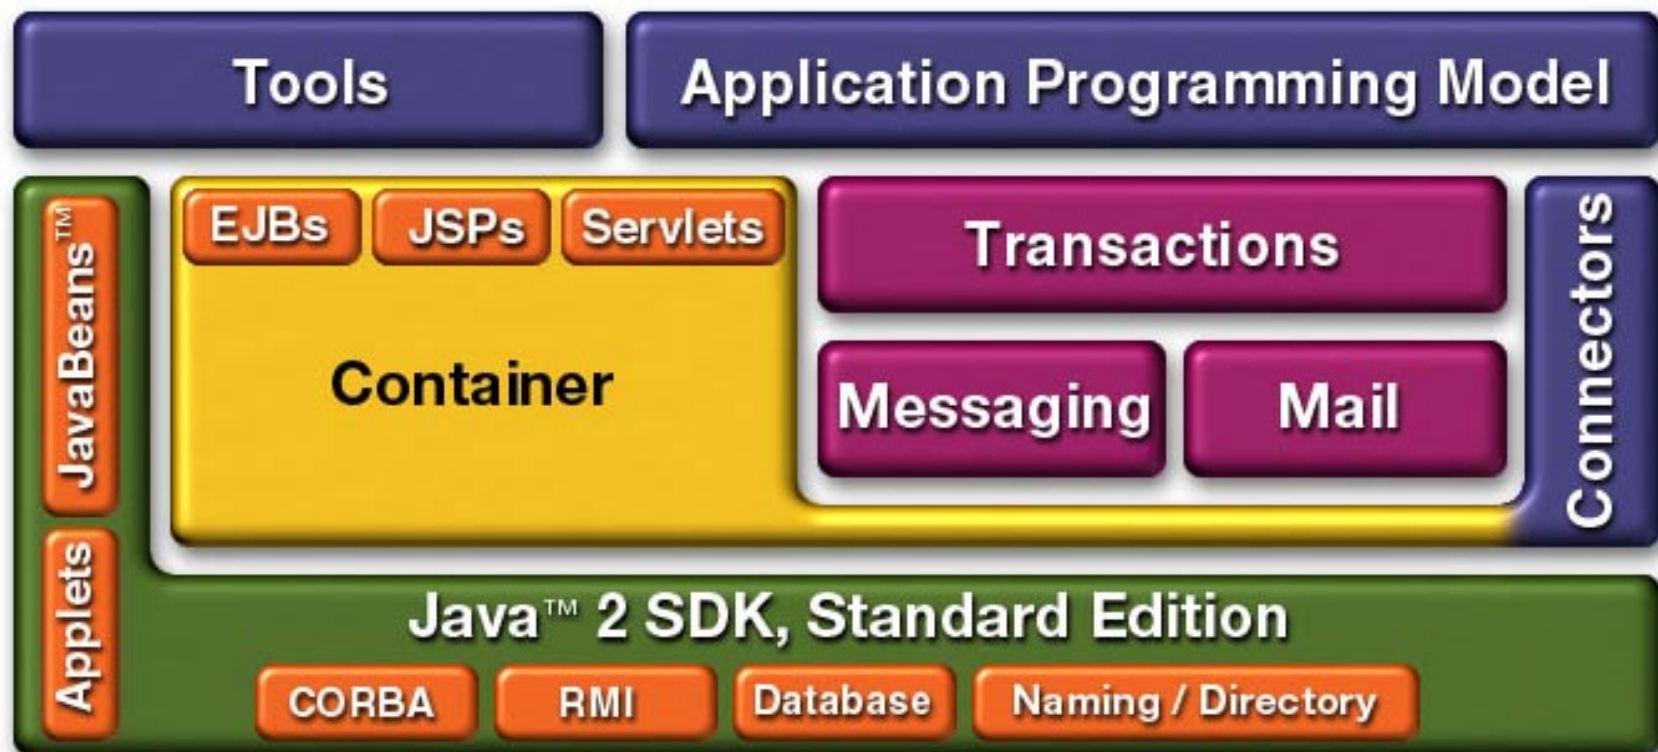 Tools
Application Programming Model
JavaBeans™
Applets
EJBs
JSPs
Servlets
Container
Transactions
Messaging
Mail
Connectors
Java™ 2 SDK, Standard Edition
CORBA
RMI
Database
Naming / Directory